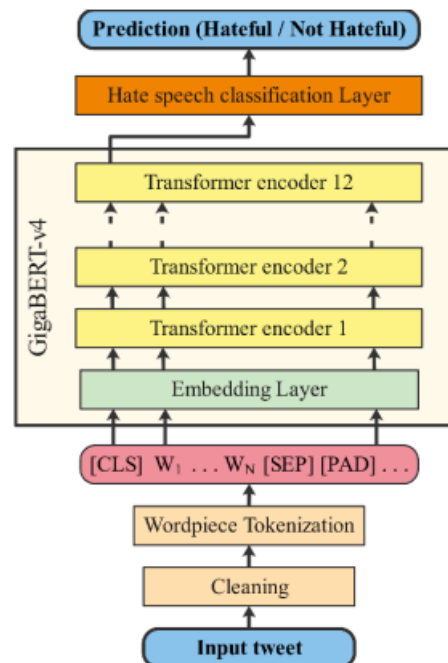 Prediction (Hateful / Not Hateful)
Hate speech classification Layer
GigaBERT-v4
Transformer encoder 12
Transformer encoder 2
Transformer encoder 1
Embedding Layer
[CLS] W₁ . . . W_N [SEP] [PAD] . . .
Wordpiece Tokenization
Cleaning
Input tweet